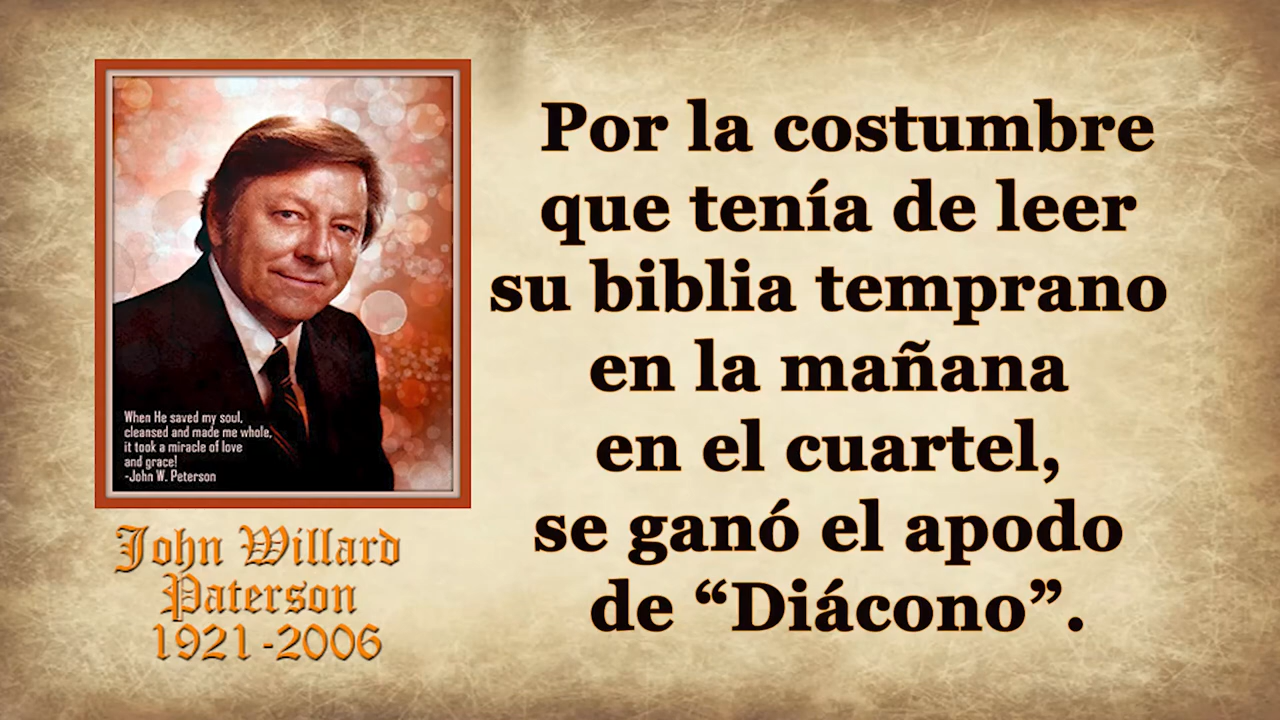 Por la costumbre
que tenía de leer
su biblia temprano
en la mañana
en el cuartel,
se ganó el apodo
de “Diácono”.
When He saved my soul,
cleansed and made me whole,
it took a miracle of love
and grace!
-John W. Peterson
John Willard
Paterson
1921-2006